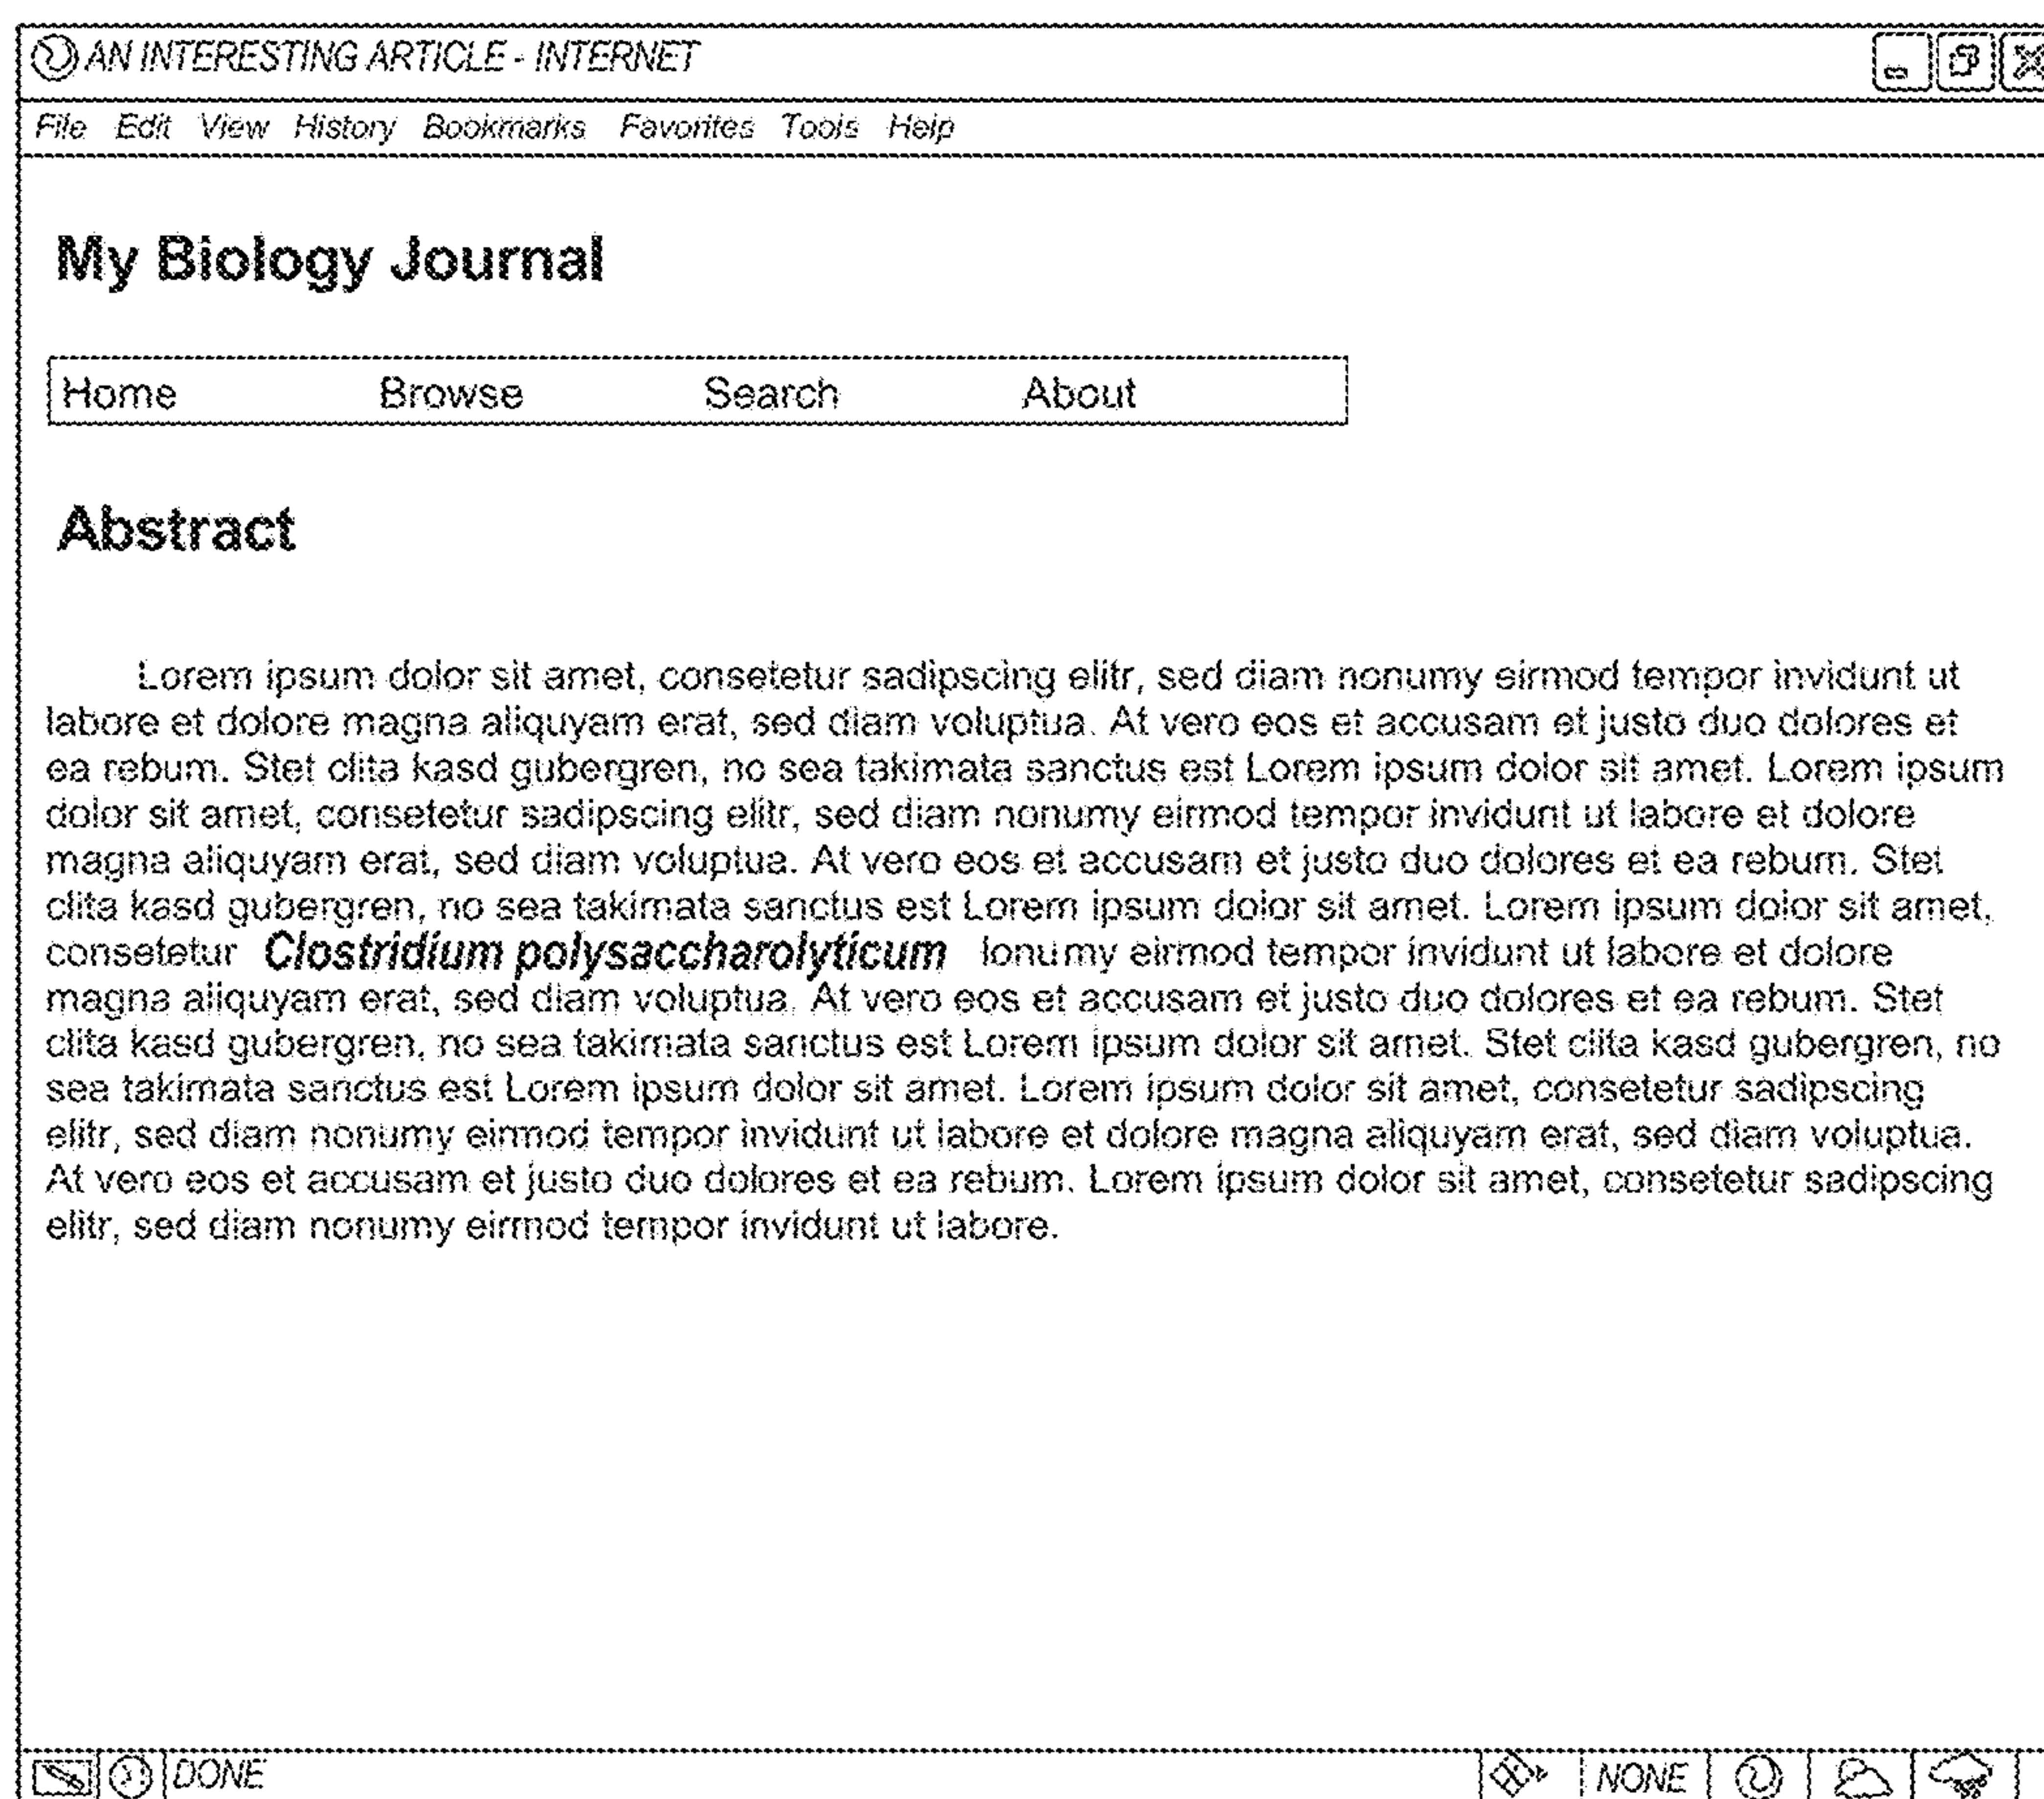 AN INTERESTING ARTICLE - INTERNET
File Edit View History Bookmarks Favorites Tools Help
My Biology Journal
Home Browse Search About
Abstract
Lorem ipsum dolor sit amet, consetetur sadipscing elitr, sed diam nonumy eirmod tempor invidunt ut
labore et dolore magna aliquyam erat, sed diam voluptua. At vero eos et accusam et justo duo dolores et
ea rebum. Stet clita kasd gubergren, no sea takimata sanctus est Lorem ipsum dolor sit amet. Lorem ipsum
dolor sit amet, consetetur sadipscing elitr, sed diam nonumy eirmod tempor invidunt ut labore et dolore
magna aliquyam erat, sed diam voluptua. At vero eos et accusam et justo duo dolores et ea rebum. Stet
clita kasd gubergren, no sea takimata sanctus est Lorem ipsum dolor sit amet. Lorem ipsum dolor sit amet,
consetetur Clostridium polysaccharolyticum lonumy eirmod tempor invidunt ut labore et dolore
magna aliquyam erat, sed diam voluptua. At vero eos et accusam et justo duo dolores et ea rebum. Stet
clita kasd gubergren, no sea takimata sanctus est Lorem ipsum dolor sit amet. Stet clita kasd gubergren, no
sea takimata sanctus est Lorem ipsum dolor sit amet. Lorem ipsum dolor sit amet, consetetur sadipscing
elitr, sed diam nonumy eirmod tempor invidunt ut labore et dolore magna aliquyam erat, sed diam voluptua.
At vero eos et accusam et justo duo dolores et ea rebum. Lorem ipsum dolor sit amet, consetetur sadipscing
elitr, sed diam nonumy eirmod tempor invidunt ut labore.
DONE NONE